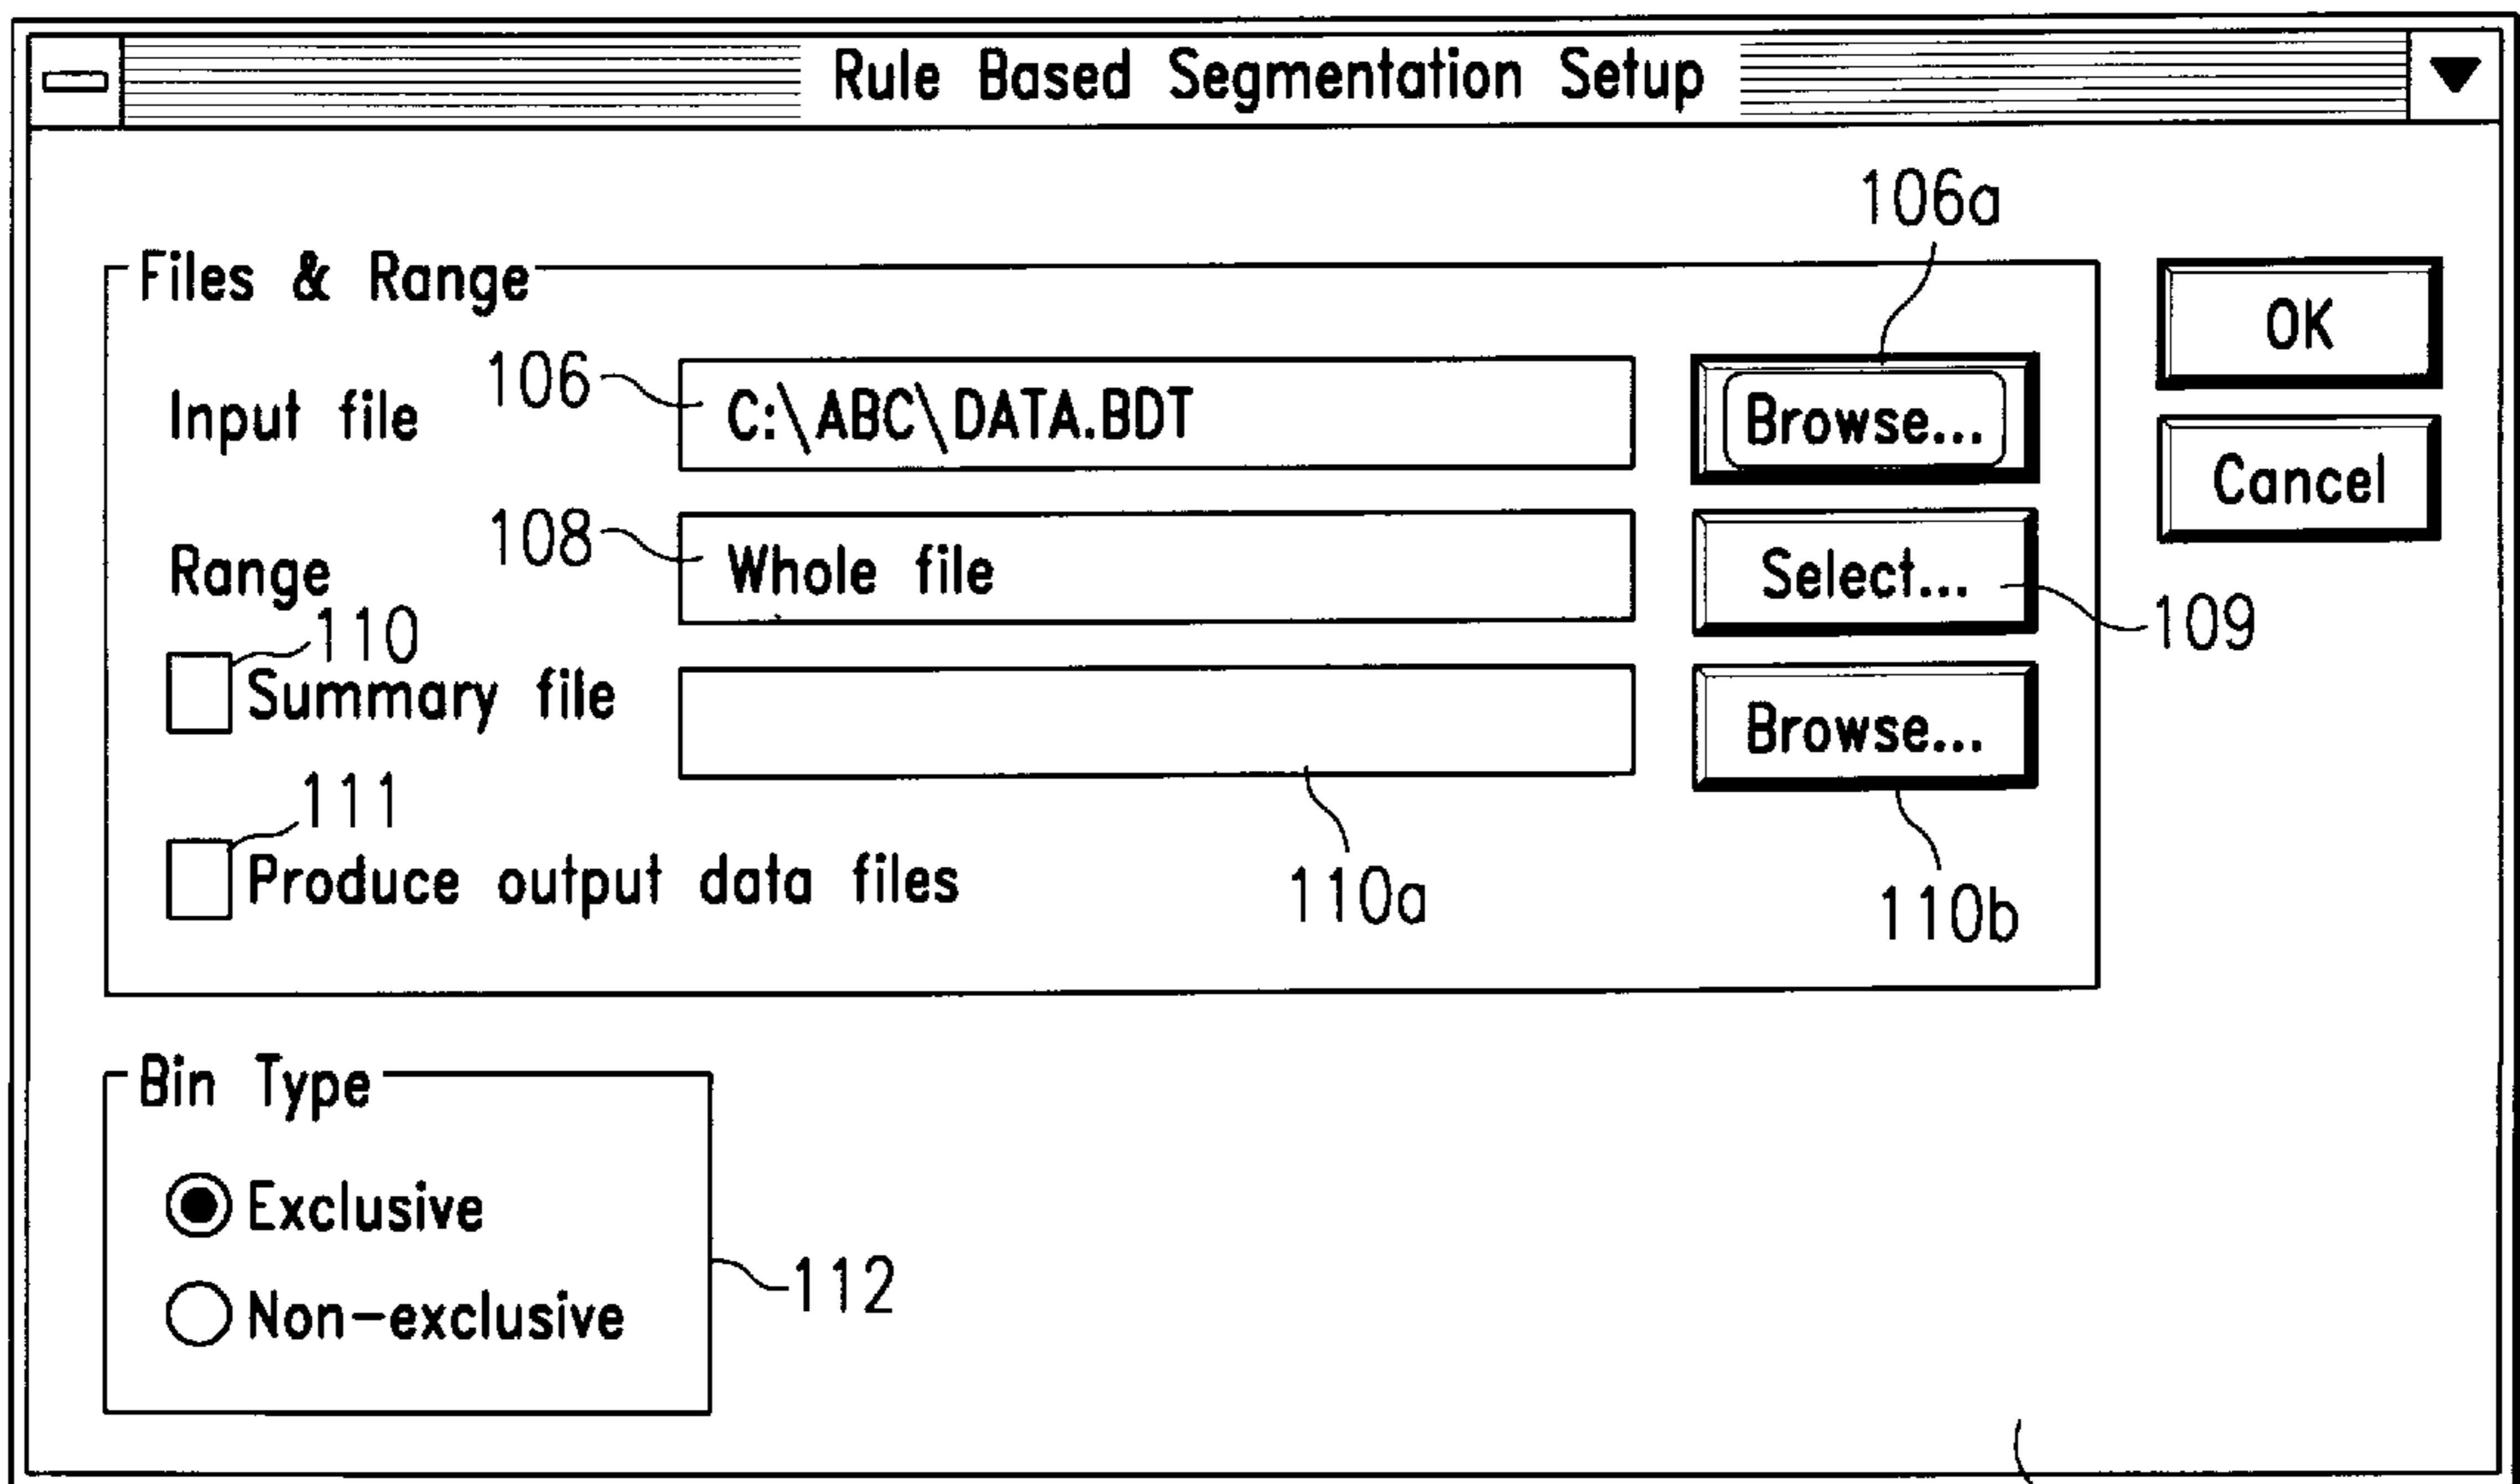 Rule Based Segmentation Setup
106a
Files & Range
OK
Input file 106 C:\ABC\DATA.BDT Browse...
Cancel
Range 108 Whole file Select... 109
110
Summary file Browse...
111
Produce output data files 110a 110b
Bin Type
Exclusive
112
Non-exclusive